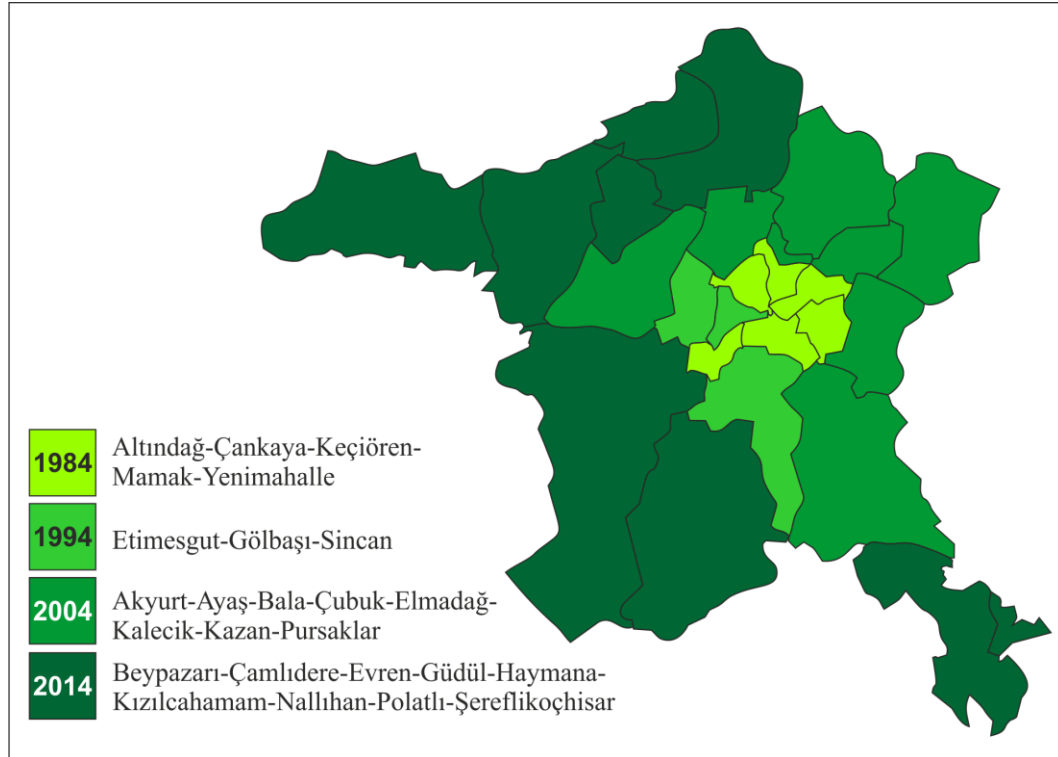 1984
Altındağ-Çankaya-Keçiören-
Mamak-Yenimahalle
1994
Etimesgut-Gölbaşı-Sincan
2004
Akyurt-Ayaş-Bala-Çubuk-Elmadağ-
Kalecik-Kazan-Pursaklar
2014
Beypazarı-Çamlıdere-Evren-Güdül-Haymana-
Kızılcahamam-Nallıhan-Polatlı-Şereflikoçhisar